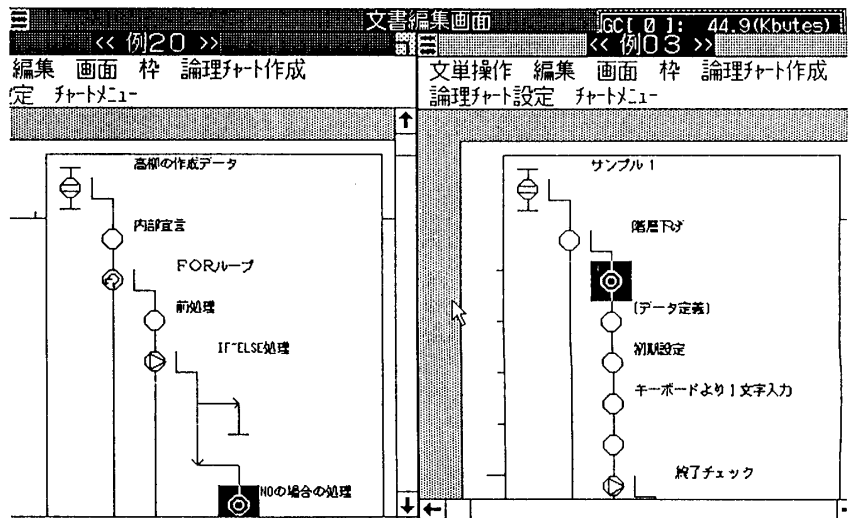 文書編集画面
GC[ 0 ]: 44.9(Kbutes)
<< 例20 >>
編集 画面 枠 論理チャート作成
定 チャートメニュー
高柳の作成データ
内部宣言
FORループ
前処理
IF~ELSE処理
NOの場合の処理
<< 例03 >>
文単操作 編集 画面 枠 論理チャート作成
論理チャート設定 チャートメニュー
サンプル1
階層下げ
(データ定義)
初期設定
キーボードより1文字入力
終了チェック